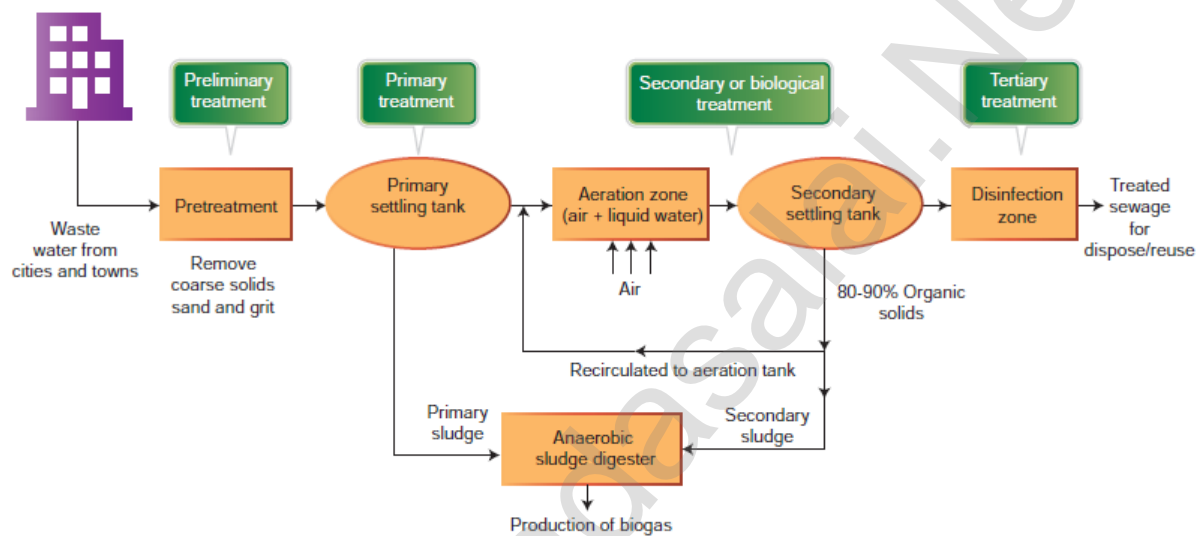 Preliminary
treatment
Primary
treatment
Secondary or biological
treatment
Tertiary
treatment
Pretreatment
Primary
settling tank
Aeration zone
(air + liquid water)
Secondary
settling tank
Disinfection
zone
Treated
sewage
for
dispose/reuse
Waste
water from
cities and towns
Remove
coarse solids
sand and grit
Air
80-90% Organic
solids
Recirculated to aeration tank
Primary
sludge
Secondary
sludge
Anaerobic
sludge digester
Production of biogas